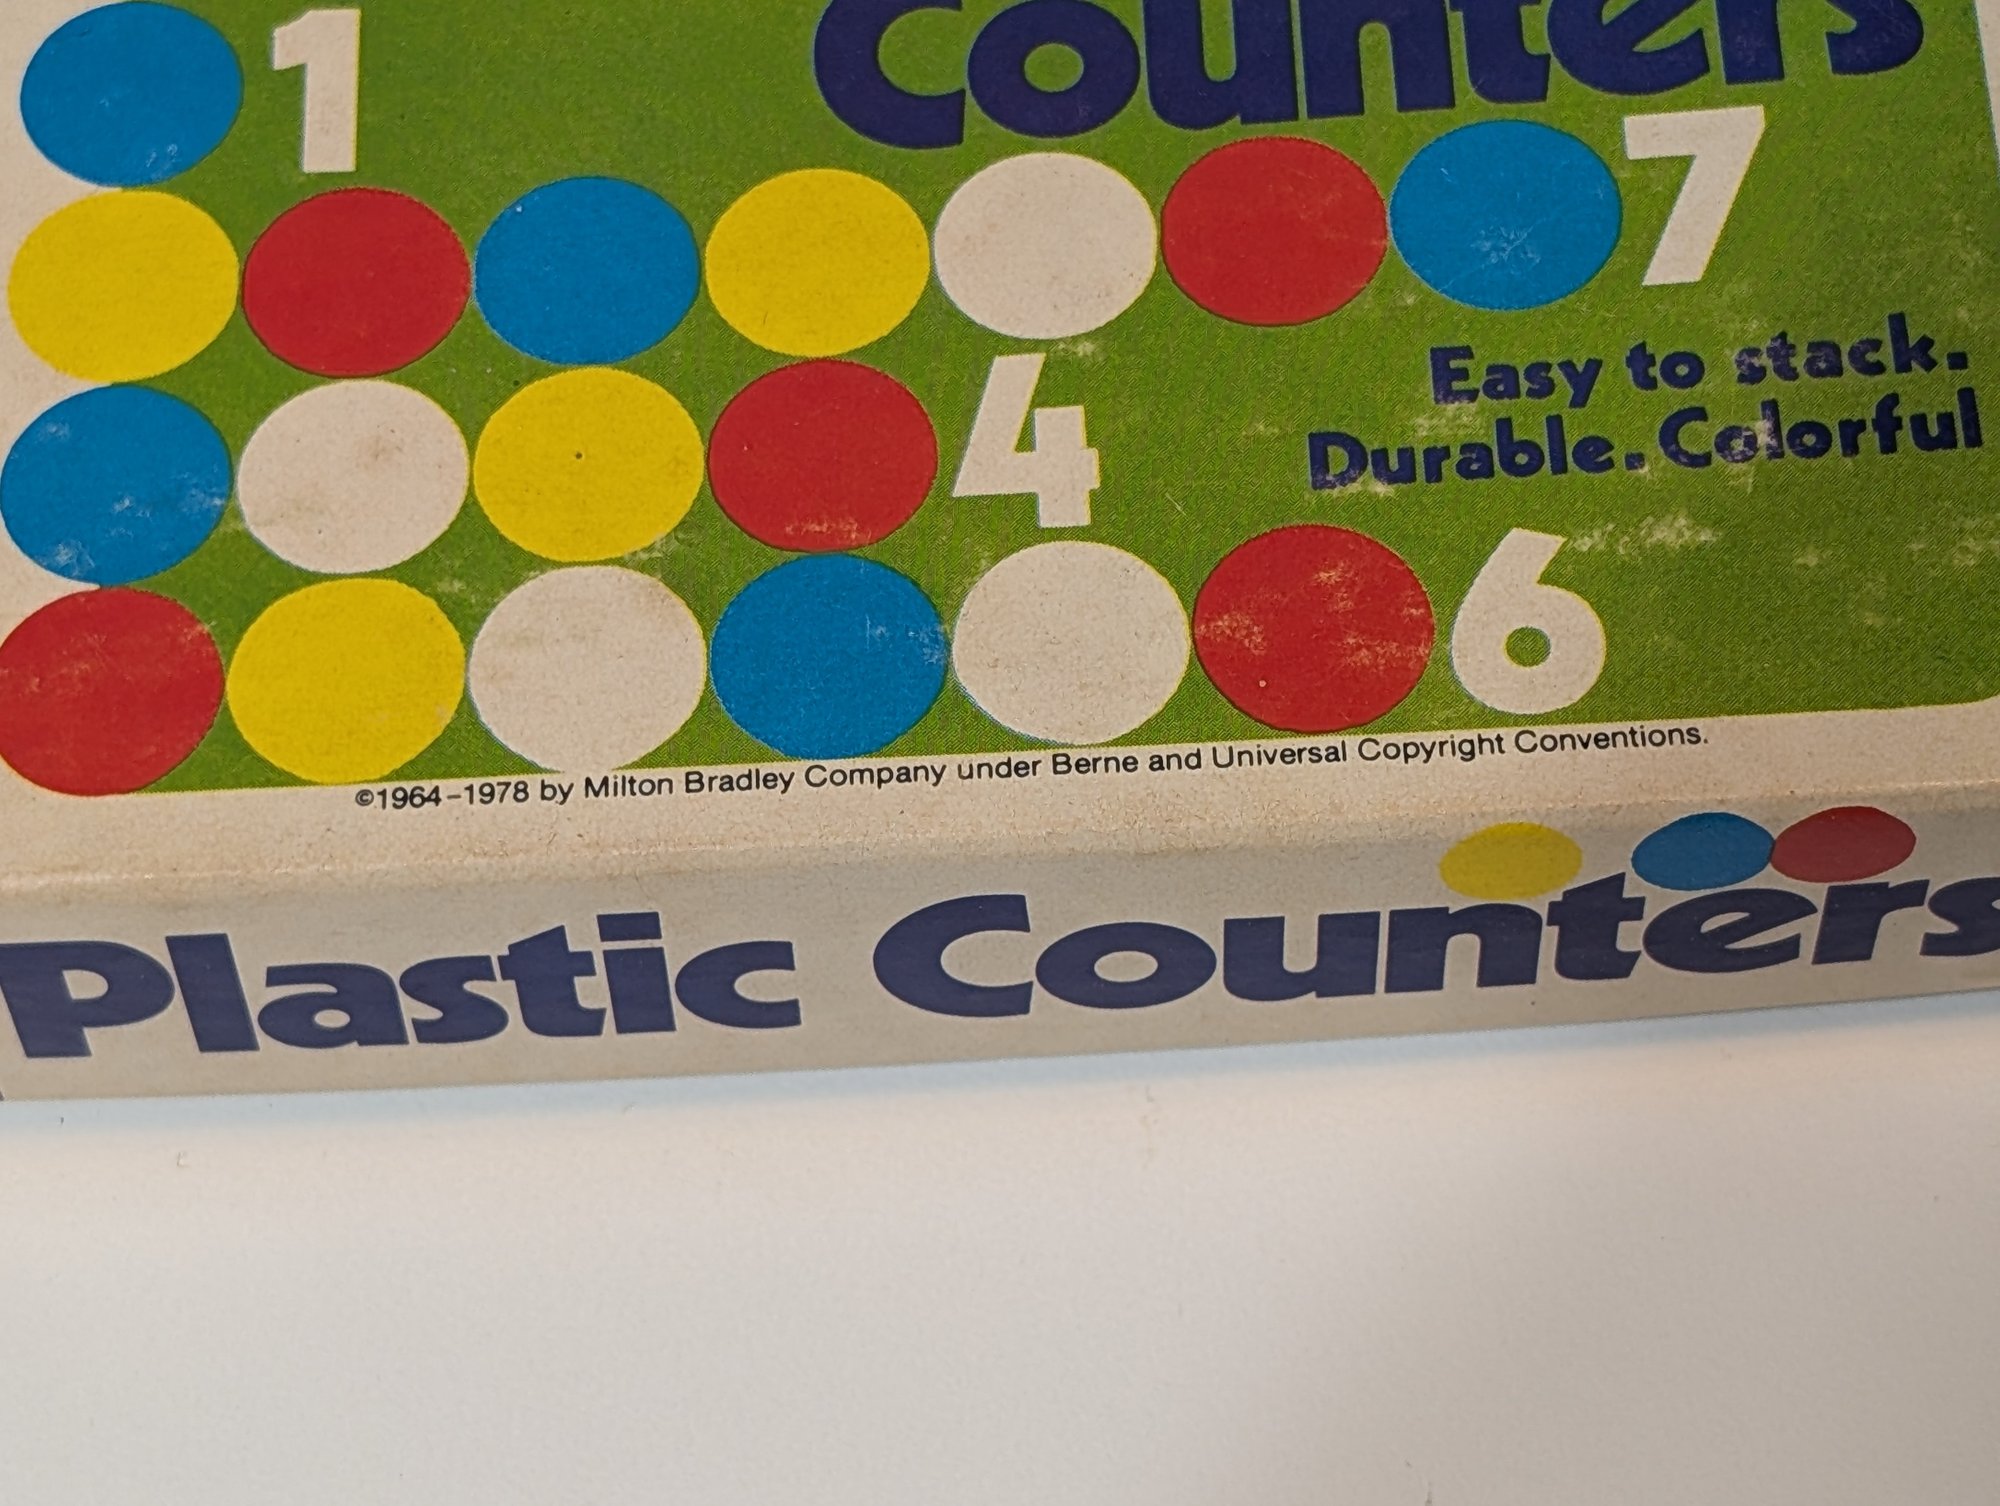 1
Counters
7
Easy to stack.
4
Durable. Colorful
6
©1964-1978 by Milton Bradley Company under Berne and Universal Copyright Conventions.
Plastic Counters